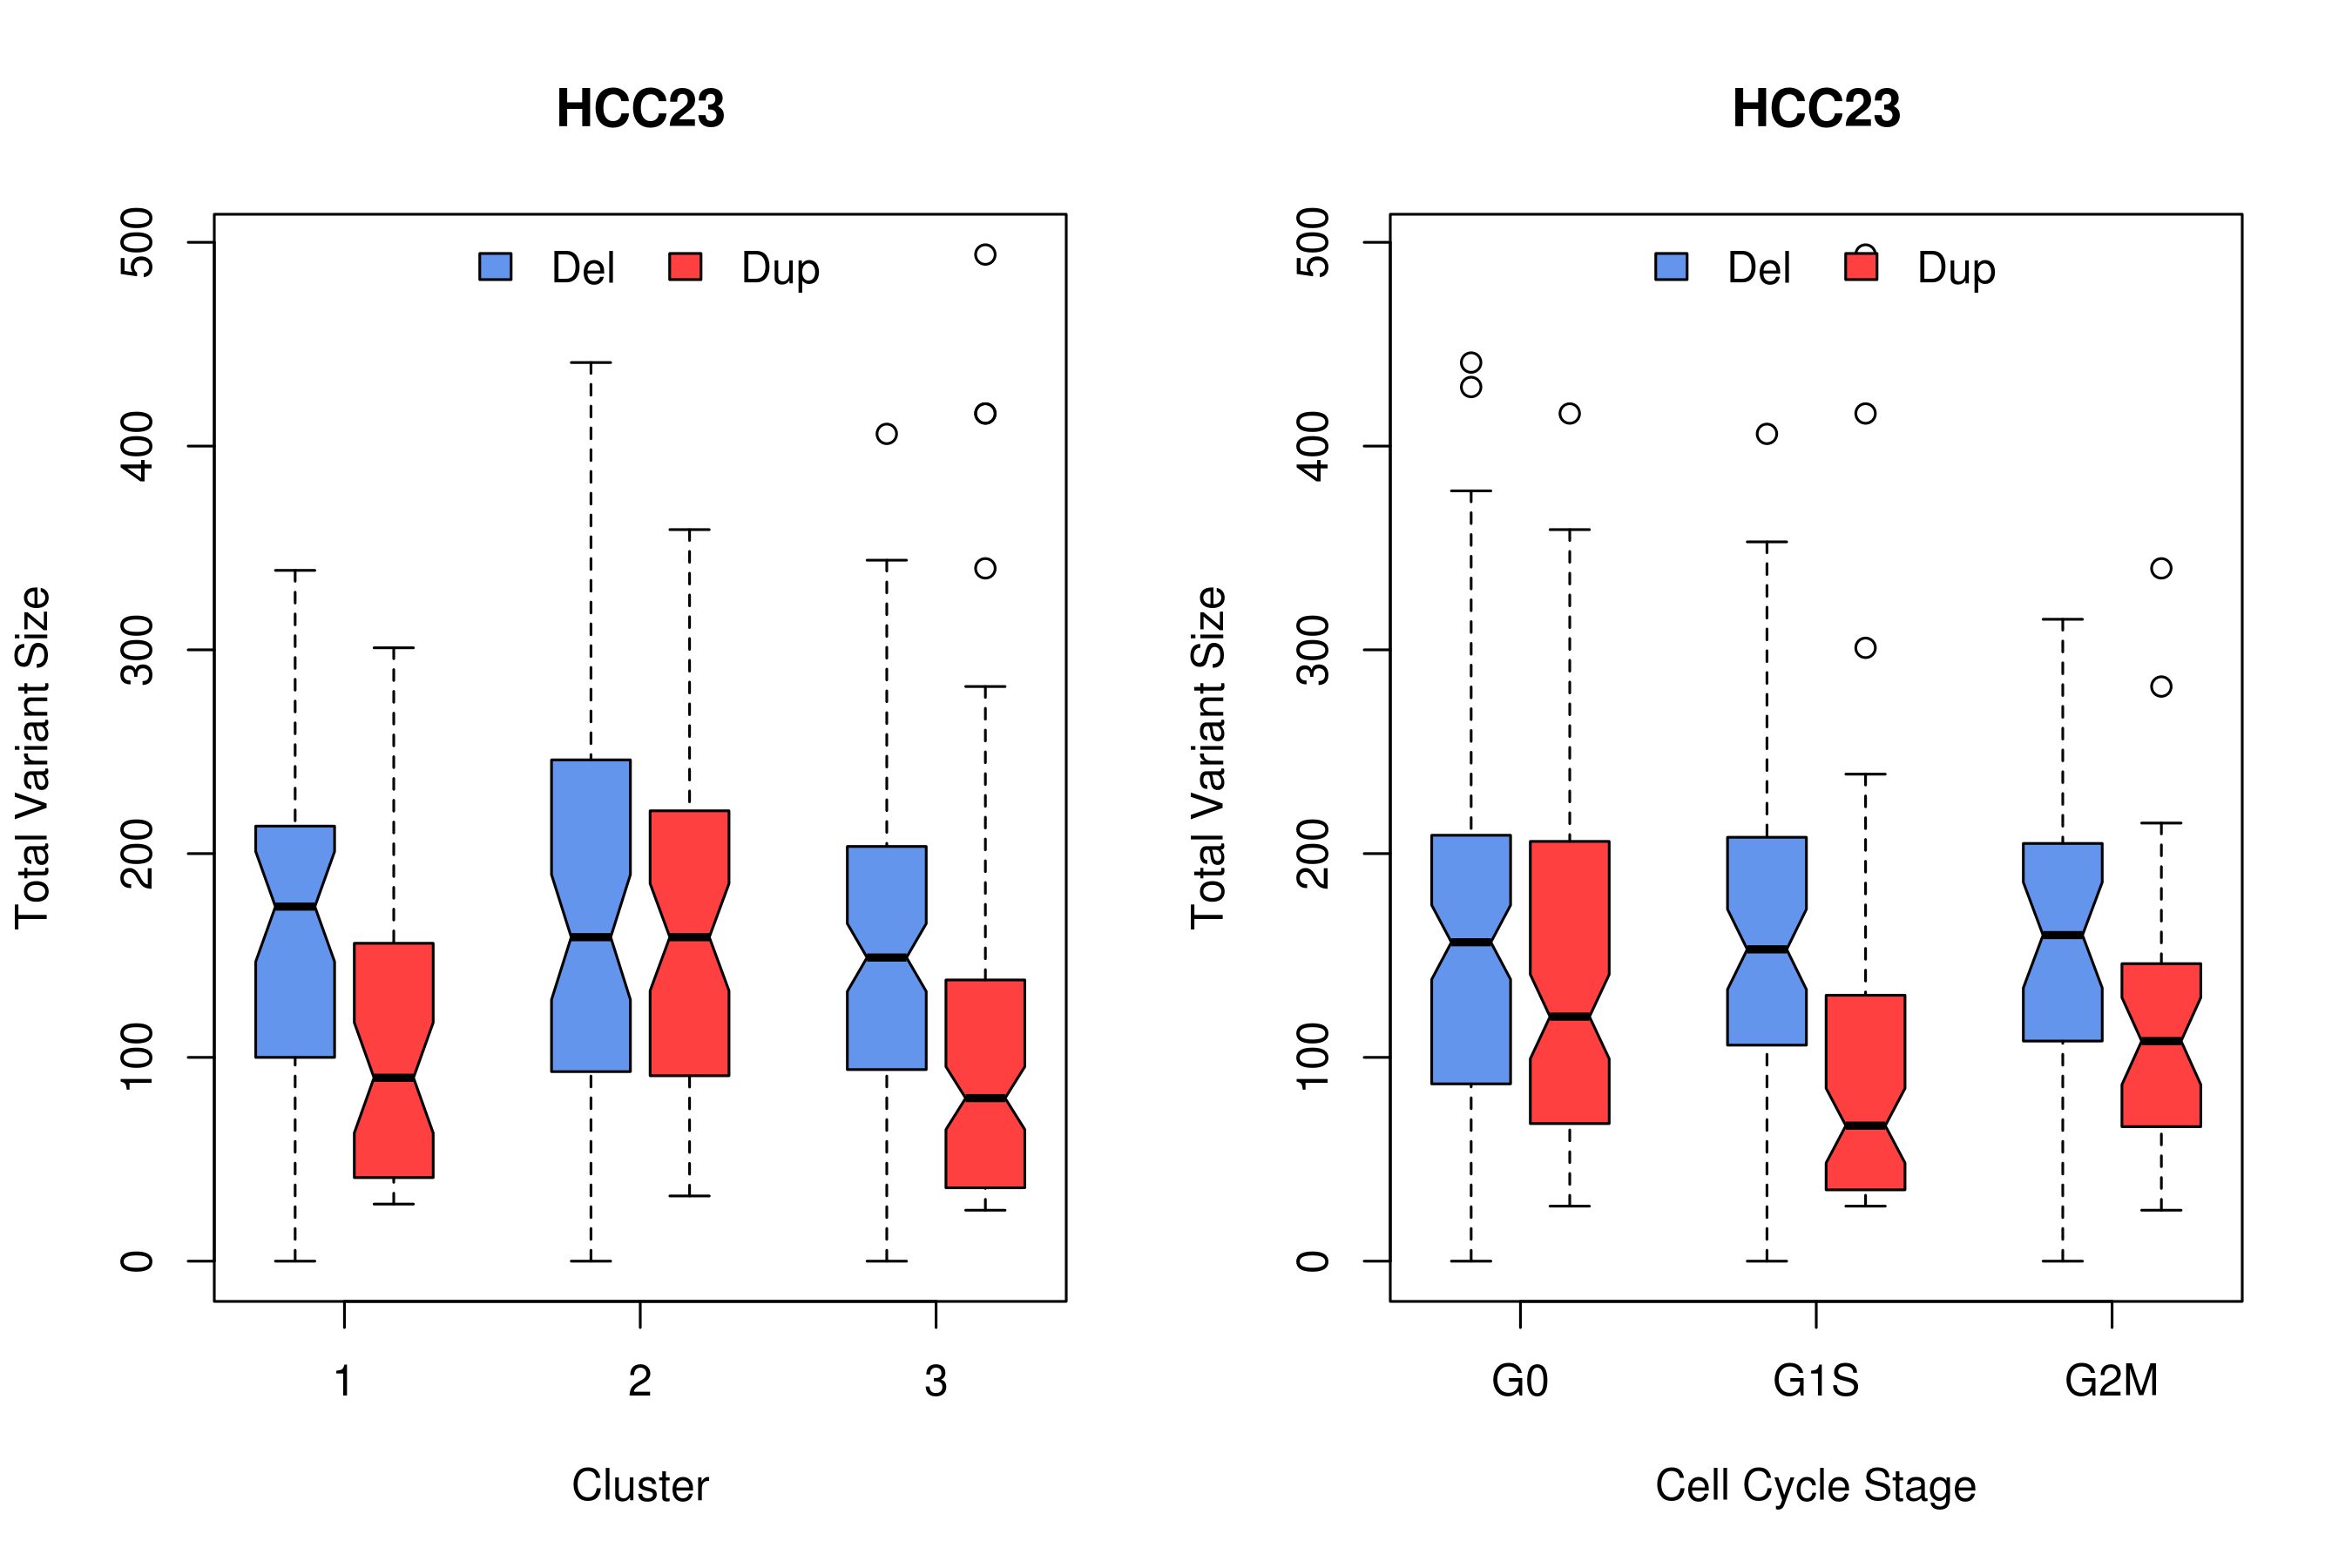 HCC23
Del Dup
Total Variant Size
500
400
300
200
100
0
1 2 3
Cluster
HCC23
Del Dup
Total Variant Size
500
400
300
200
100
0
G0 G1S G2M
Cell Cycle Stage